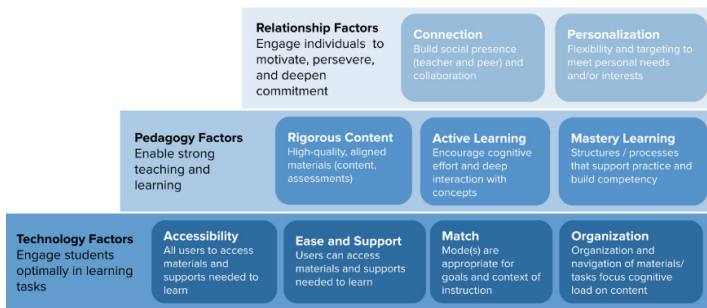 Relationship Factors
Engage individuals to
motivate, persevere,
and deepen
commitment
Connection
Build social presence
(teacher and peer) and
collaboration
Personalization
Flexibility and targeting to
meet personal needs
and/or interests
Pedagogy Factors
Enable strong
teaching and
learning
Rigorous Content
High-quality, aligned
materials (content,
assessments)
Active Learning
Encourage cognitive
effort and deep
interaction with
concepts
Mastery Learning
Structures / processes
that support practice and
build competency
Technology Factors
Engage students
optimally in learning
tasks
Accessibility
All users to access
materials and
supports needed to
learn
Ease and Support
Users can access
materials and supports
needed to learn
Match
Mode(s) are
appropriate for
goals and context of
instruction
Organization
Organization and
navigation of materials/
tasks focus cognitive
load on content